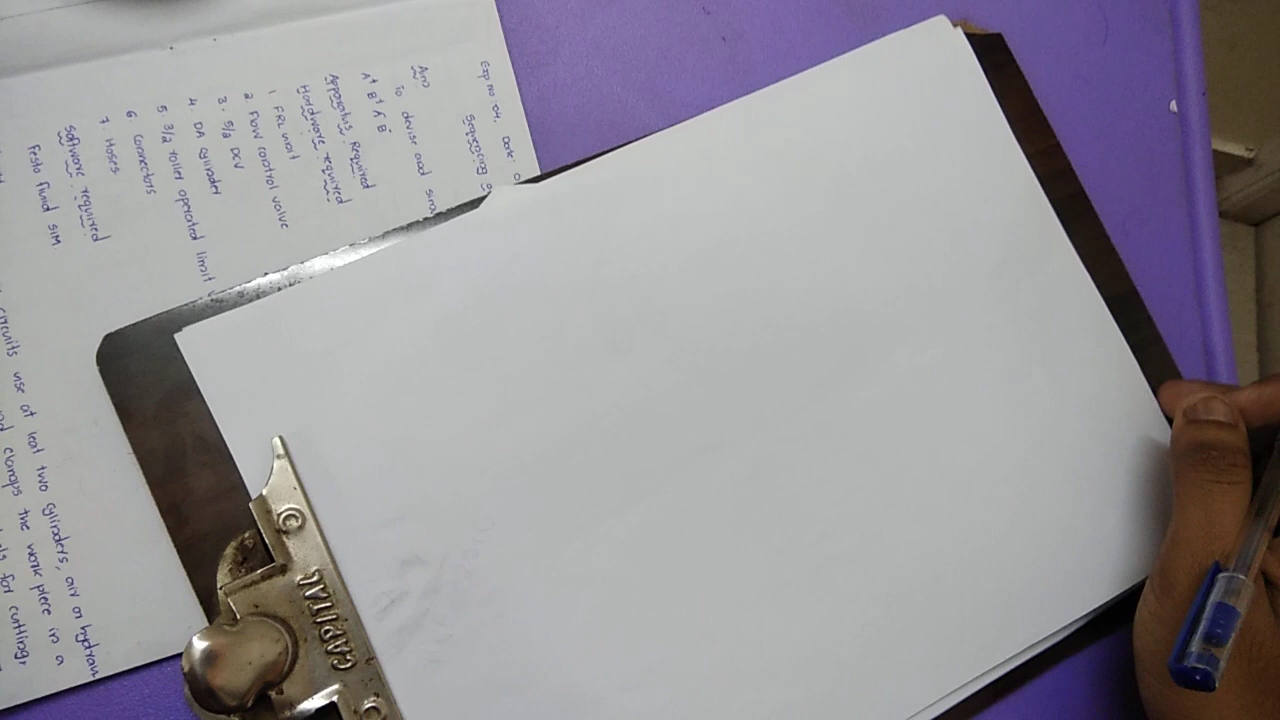 Exp no-04, Date:
Sequencing
Aim
To devise and
A⁺ B⁺ A⁻ B⁻
Apparatus Required
Hardware required
1. FRL unit
2. Flow control valve
3. 5/2 DCV
4. DA cylinder
5. 3/2 roller operated limit
6. Connectors
7. Hoses
Software required
Festo fluid SIM
circuits use at leat two cylinders, air or hydrau
clamps the work piece in a
for cutting,
© CAPITAL ©